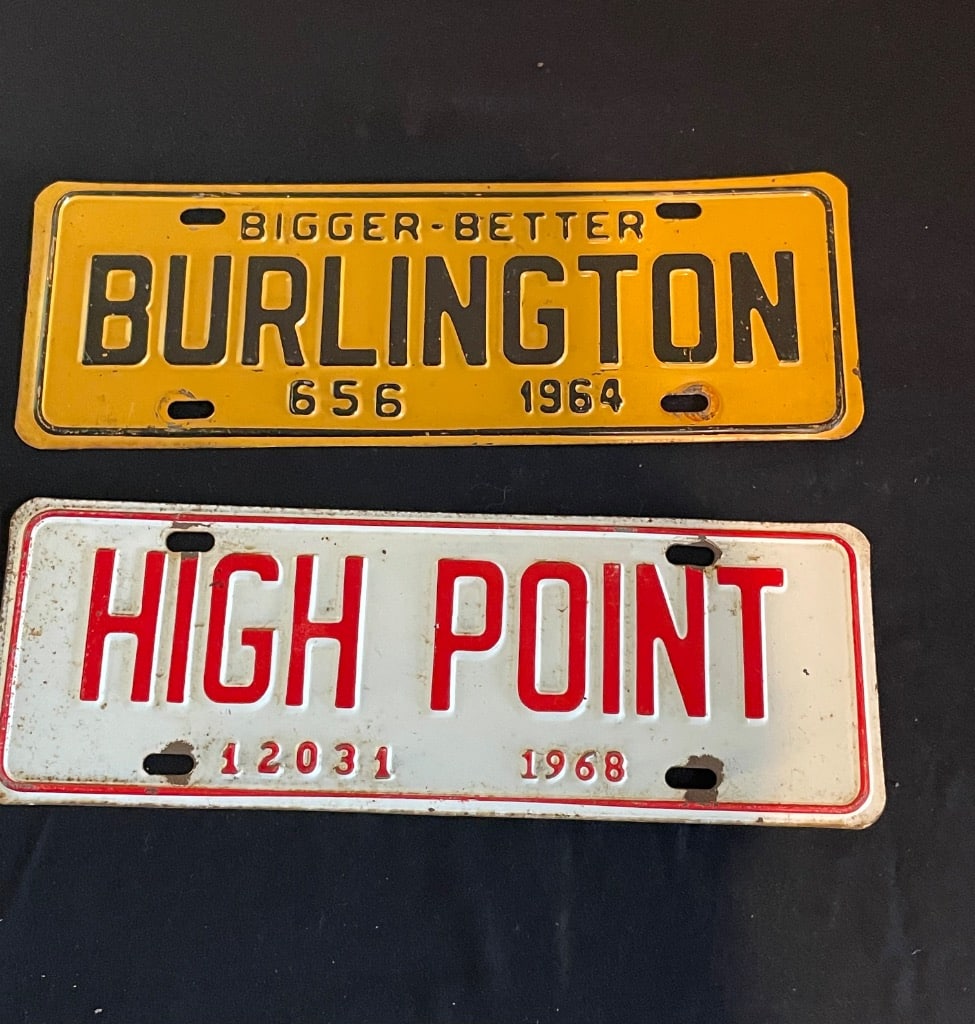 BIGGER-BETTER
BURLINGTON
656 1964
HIGH POINT
12031 1968